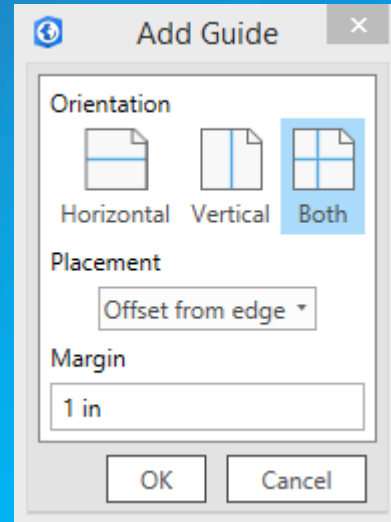 Add Guide
Orientation
Horizontal Vertical Both
Placement
Offset from edge
Margin
1 in
OK Cancel